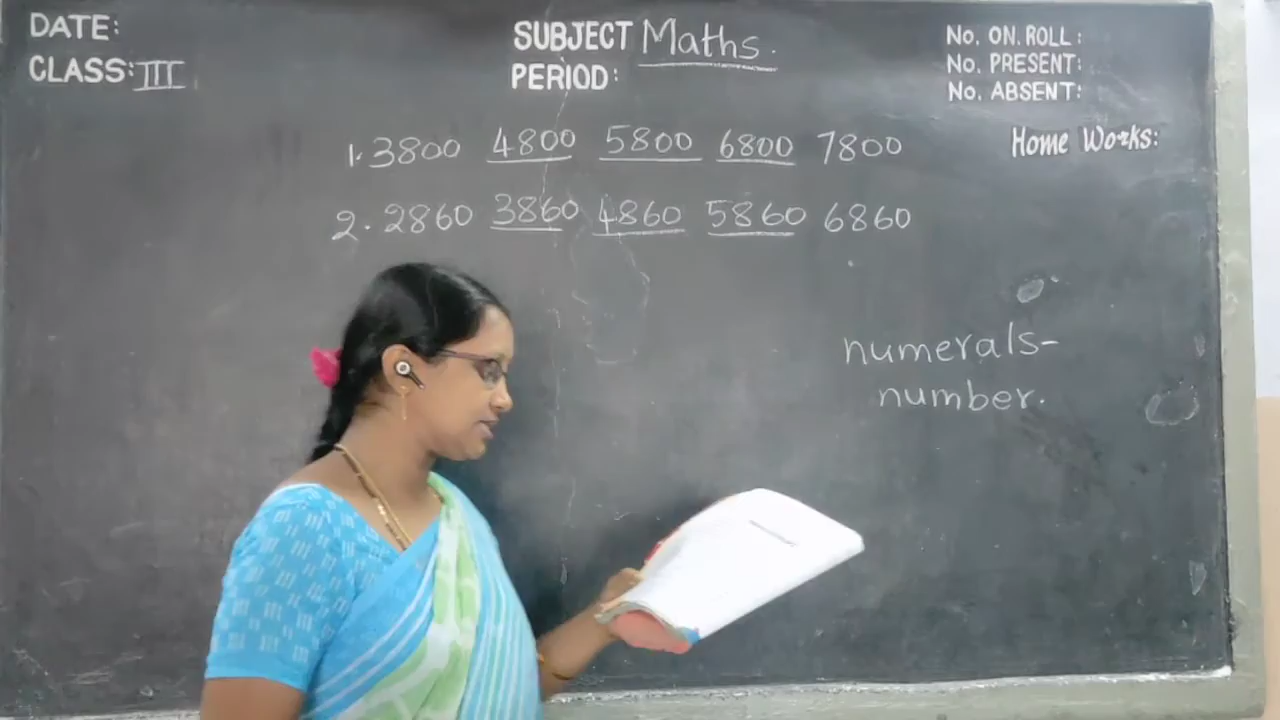 DATE:
CLASS: III
SUBJECT Maths.
PERIOD:
No. ON. ROLL:
No. PRESENT:
No. ABSENT:
Home Works:
1. 3800 4800 5800 6800 7800
2. 2860 3860 4860 5860 6860
numerals-
number.